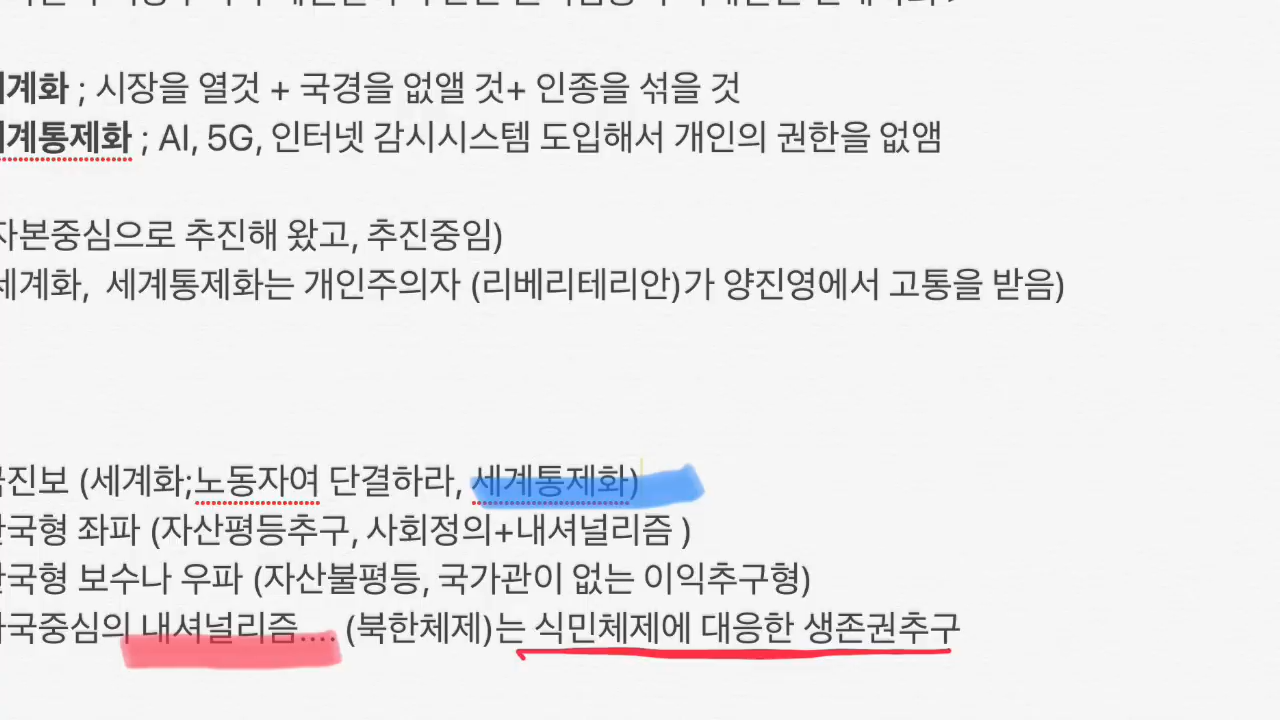 계화 ; 시장을 열것 + 국경을 없앨 것+ 인종을 섞을 것
계통제화 ; AI, 5G, 인터넷 감시시스템 도입해서 개인의 권한을 없앰
자본중심으로 추진해 왔고, 추진중임)
세계화, 세계통제화는 개인주의자 (리베리테리안)가 양진영에서 고통을 받음)
진보 (세계화;노동자여 단결하라, 세계통제화)
국형 좌파 (자산평등추구, 사회정의+내셔널리즘 )
국형 보수나 우파 (자산불평등, 국가관이 없는 이익추구형)
국중심의 내셔널리즘.... (북한체제)는 식민체제에 대응한 생존권추구